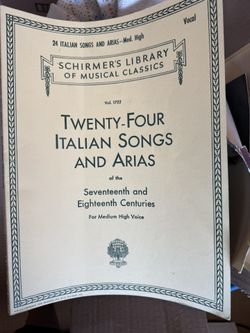 24 ITALIAN SONGS AND ARIAS—Med. High
Vocal
SCHIRMER'S LIBRARY
OF MUSICAL CLASSICS
Vol. 1722
TWENTY-FOUR
ITALIAN SONGS
AND ARIAS
of the
Seventeenth and
Eighteenth Centuries
For Medium High Voice